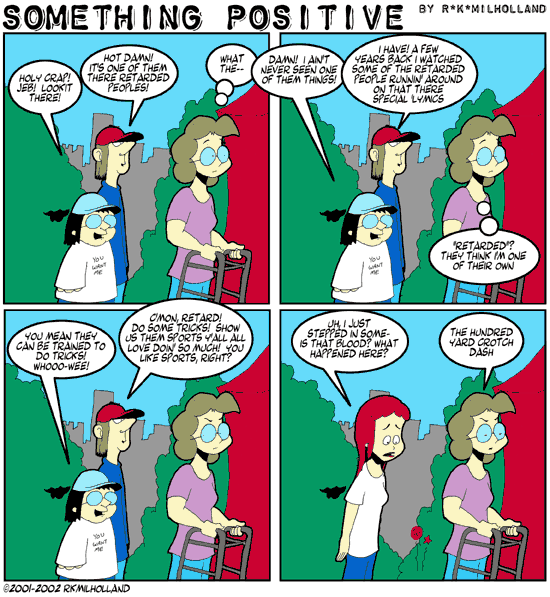 SOMETHING POSITIVE BY R*K*MILHOLLAND
HOLY CRAP!
JEB! LOOKIT
THERE!
HOT DAMN!
IT'S ONE OF THEM
THERE RETARDED
PEOPLES!
WHAT
THE--
YOU
WANT
ME
DAMN! I AIN'T
NEVER SEEN ONE
OF THEM THINGS!
I HAVE! A FEW
YEARS BACK I WATCHED
SOME OF THE RETARDED
PEOPLE RUNNIN' AROUND
ON THAT THERE
SPECIAL LYMICS
"RETARDED"?
THEY THINK I'M ONE
OF THEIR OWN
YOU
WANT
ME
YOU MEAN THEY
CAN BE TRAINED TO
DO TRICKS!
WHOOO-WEE!
C'MON, RETARD!
DO SOME TRICKS! SHOW
US THEM SPORTS Y'ALL ALL
LOVE DOIN' SO MUCH! YOU
LIKE SPORTS, RIGHT?
YOU
WANT
ME
UH, I JUST
STEPPED IN SOME-
IS THAT BLOOD? WHAT
HAPPENED HERE?
THE HUNDRED
YARD CROTCH
DASH
©2001-2002 RKMILHOLLAND